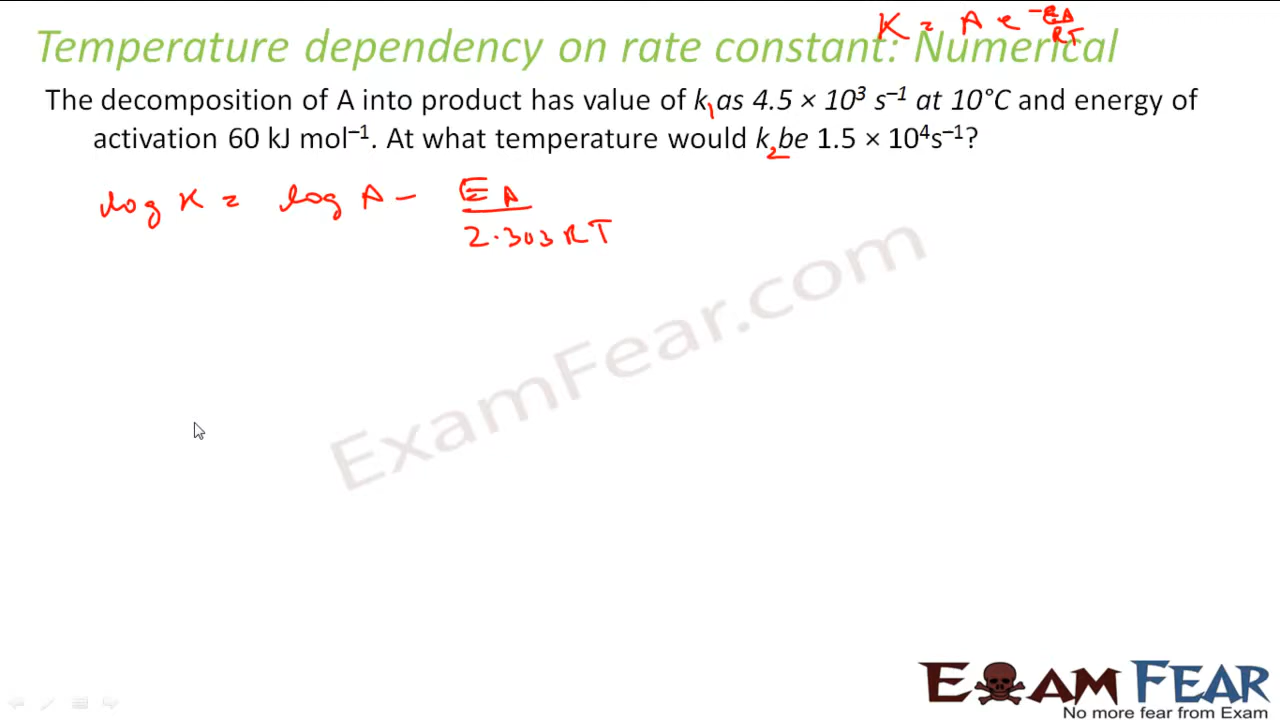 K = A e^-EA/RT
Temperature dependency on rate constant: Numerical
The decomposition of A into product has value of k₁ as 4.5 × 10³ s⁻¹ at 10°C and energy of
activation 60 kJ mol⁻¹. At what temperature would k₂ be 1.5 × 10⁴s⁻¹?
log K = log A - EA
2.303 RT
ExamFear.com
EXAM FEAR
No more fear from Exam